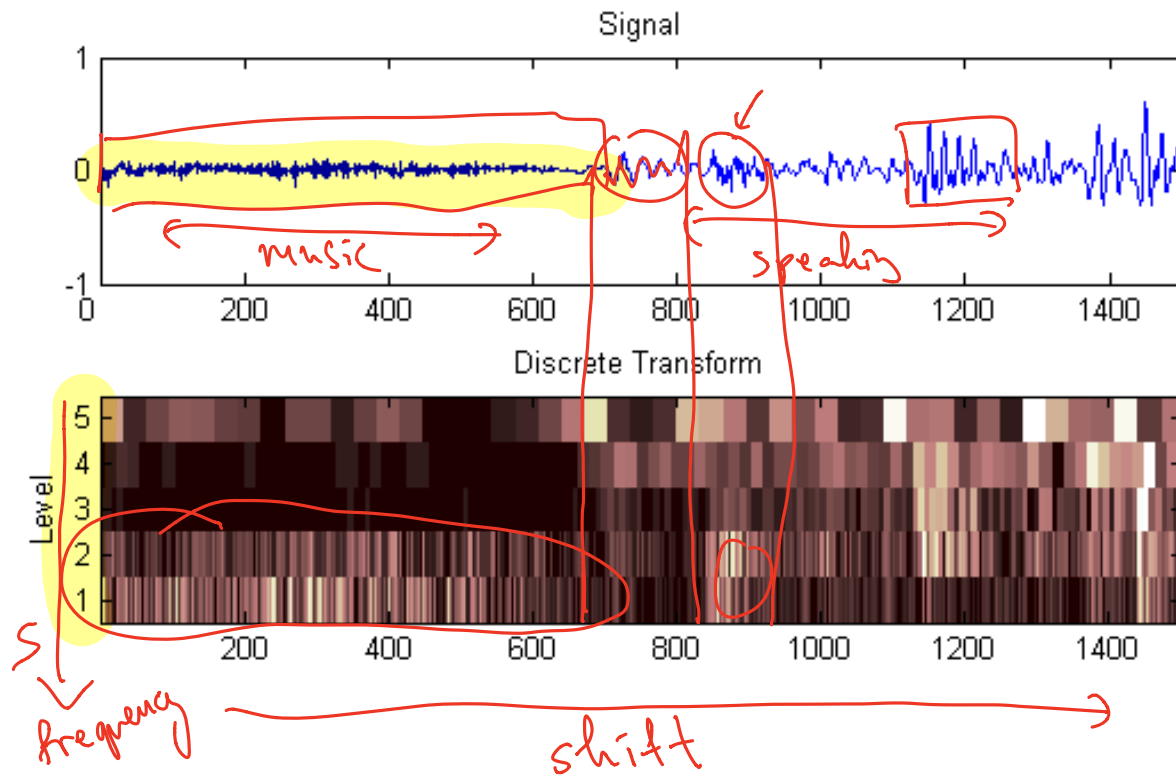 Signal
1
0
-1
music
speaking
0 200 400 600 800 1000 1200 1400
Discrete Transform
Level
5
4
3
2
1
200 400 600 800 1000 1200 1400
S
frequency
shift